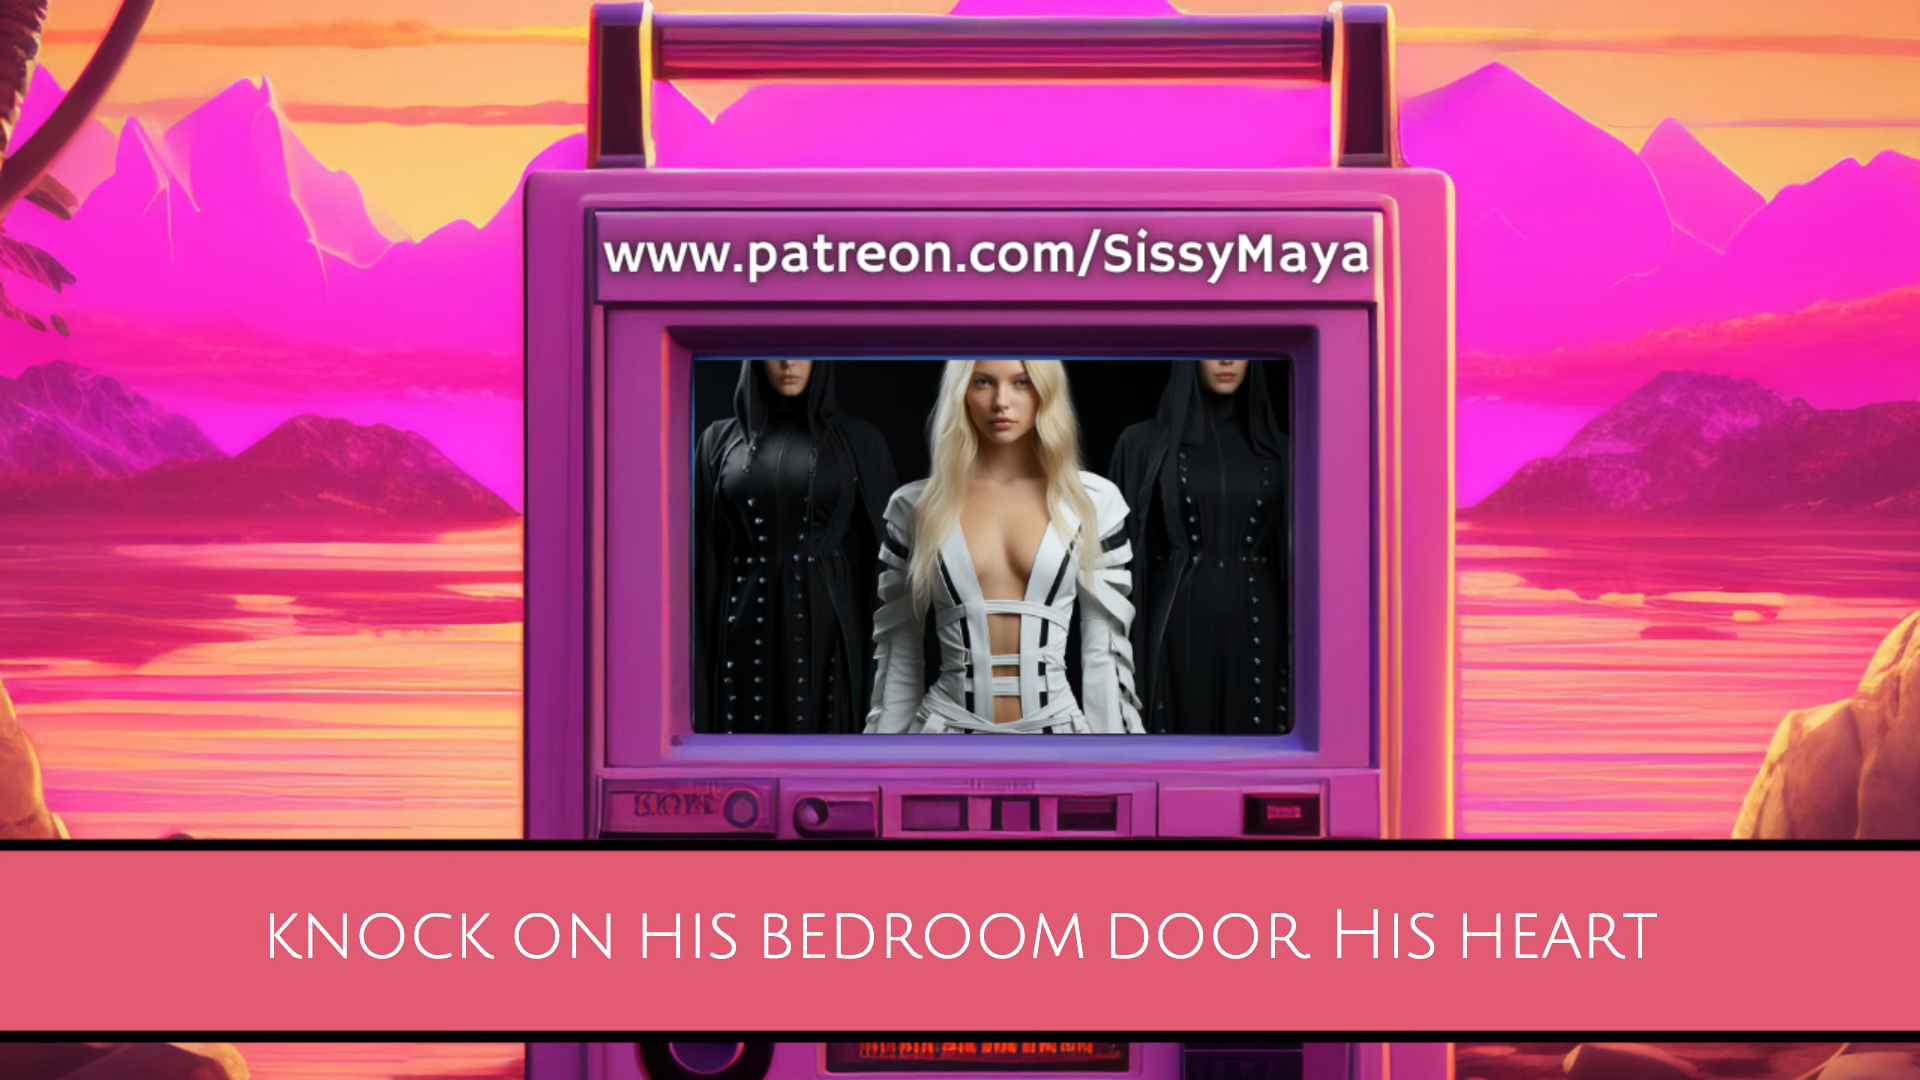 www.patreon.com/SissyMaya
knock on his bedroom door. His heart